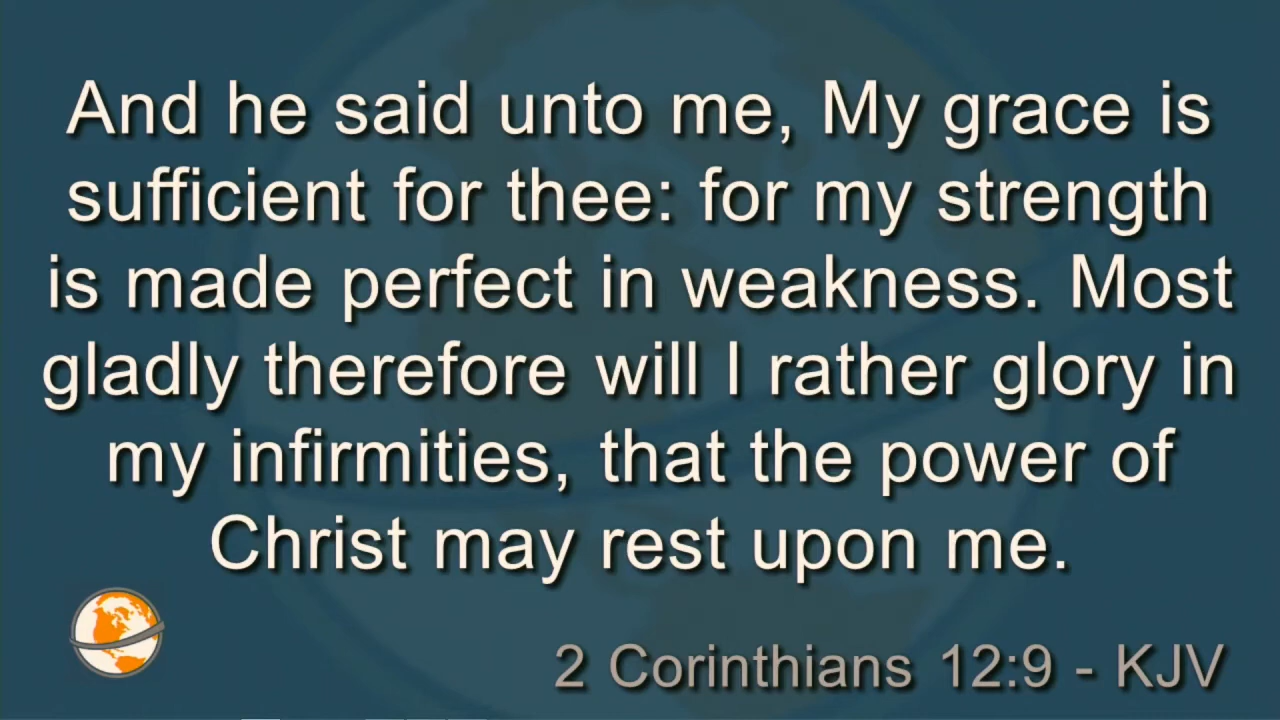 And he said unto me, My grace is
sufficient for thee: for my strength
is made perfect in weakness. Most
gladly therefore will I rather glory in
my infirmities, that the power of
Christ may rest upon me.
2 Corinthians 12:9 - KJV